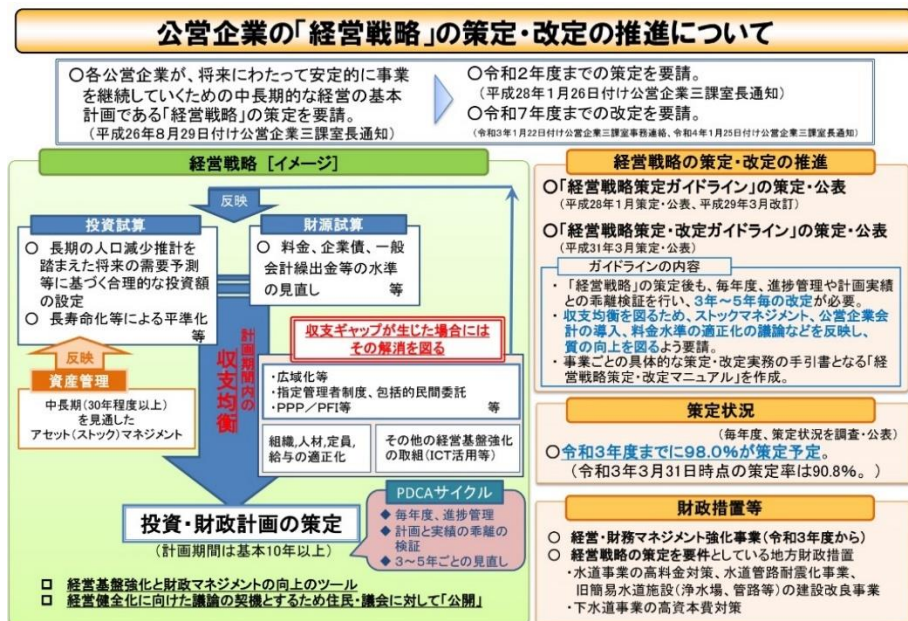 公営企業の「経営戦略」の策定・改定の推進について
○各公営企業が、将来にわたって安定的に事業
を継続していくための中長期的な経営の基本
計画である「経営戦略」の策定を要請。
（平成26年8月29日付け公営企業三課室長通知）
○令和２年度までの策定を要請。
（平成28年1月26日付け公営企業三課室長通知）
○令和７年度までの改定を要請。
（令和3年1月22日付け公営企業三課室事務連絡、令和4年1月25日付け公営企業三課室長通知）
経営戦略 [イメージ]
反映
投資試算
○ 長期の人口減少推計を
踏まえた将来の需要予測
等に基づく合理的な投資額
の設定
○ 長寿命化等による平準化
等
財源試算
○ 料金、企業債、一般
会計繰出金等の水準
の見直し 等
反映
資産管理
中長期（30年程度以上）
を見通した
アセット（ストック）マネジメント
計画期間内の
収支均衡
収支ギャップが生じた場合には
その解消を図る
・広域化等
・指定管理者制度、包括的民間委託
・PPP／PFI等 等
組織,人材,定員,
給与の適正化
その他の経営基盤強化
の取組（ICT活用等）
投資・財政計画の策定
（計画期間は基本10年以上）
PDCAサイクル
◆ 毎年度、進捗管理
◆ 計画と実績の乖離の
検証
◆ 3～5年ごとの見直し
□ 経営基盤強化と財政マネジメントの向上のツール
□ 経営健全化に向けた議論の契機とするため住民・議会に対して「公開」
経営戦略の策定・改定の推進
○「経営戦略策定ガイドライン」の策定・公表
（平成28年1月策定・公表、平成29年3月改訂）
○「経営戦略策定・改定ガイドライン」の策定・公表
（平成31年3月策定・公表）
ガイドラインの内容
・ 「経営戦略」の策定後も、毎年度、進捗管理や計画実績
との乖離検証を行い、3年～5年毎の改定が必要。
・ 収支均衡を図るため、ストックマネジメント、公営企業会
計の導入、料金水準の適正化の議論などを反映し、
質の向上を図るよう要請。
・ 事業ごとの具体的な策定・改定実務の手引書となる「経
営戦略策定・改定マニュアル」を作成。
策定状況
（毎年度、策定状況を調査・公表）
○令和３年度までに98.0％が策定予定。
（令和3年3月31日時点の策定率は90.8％。）
財政措置等
○ 経営・財務マネジメント強化事業（令和3年度から）
○ 経営戦略の策定を要件としている地方財政措置
・水道事業の高料金対策、水道管路耐震化事業、
旧簡易水道施設（浄水場、管路等）の建設改良事業
・下水道事業の高資本費対策